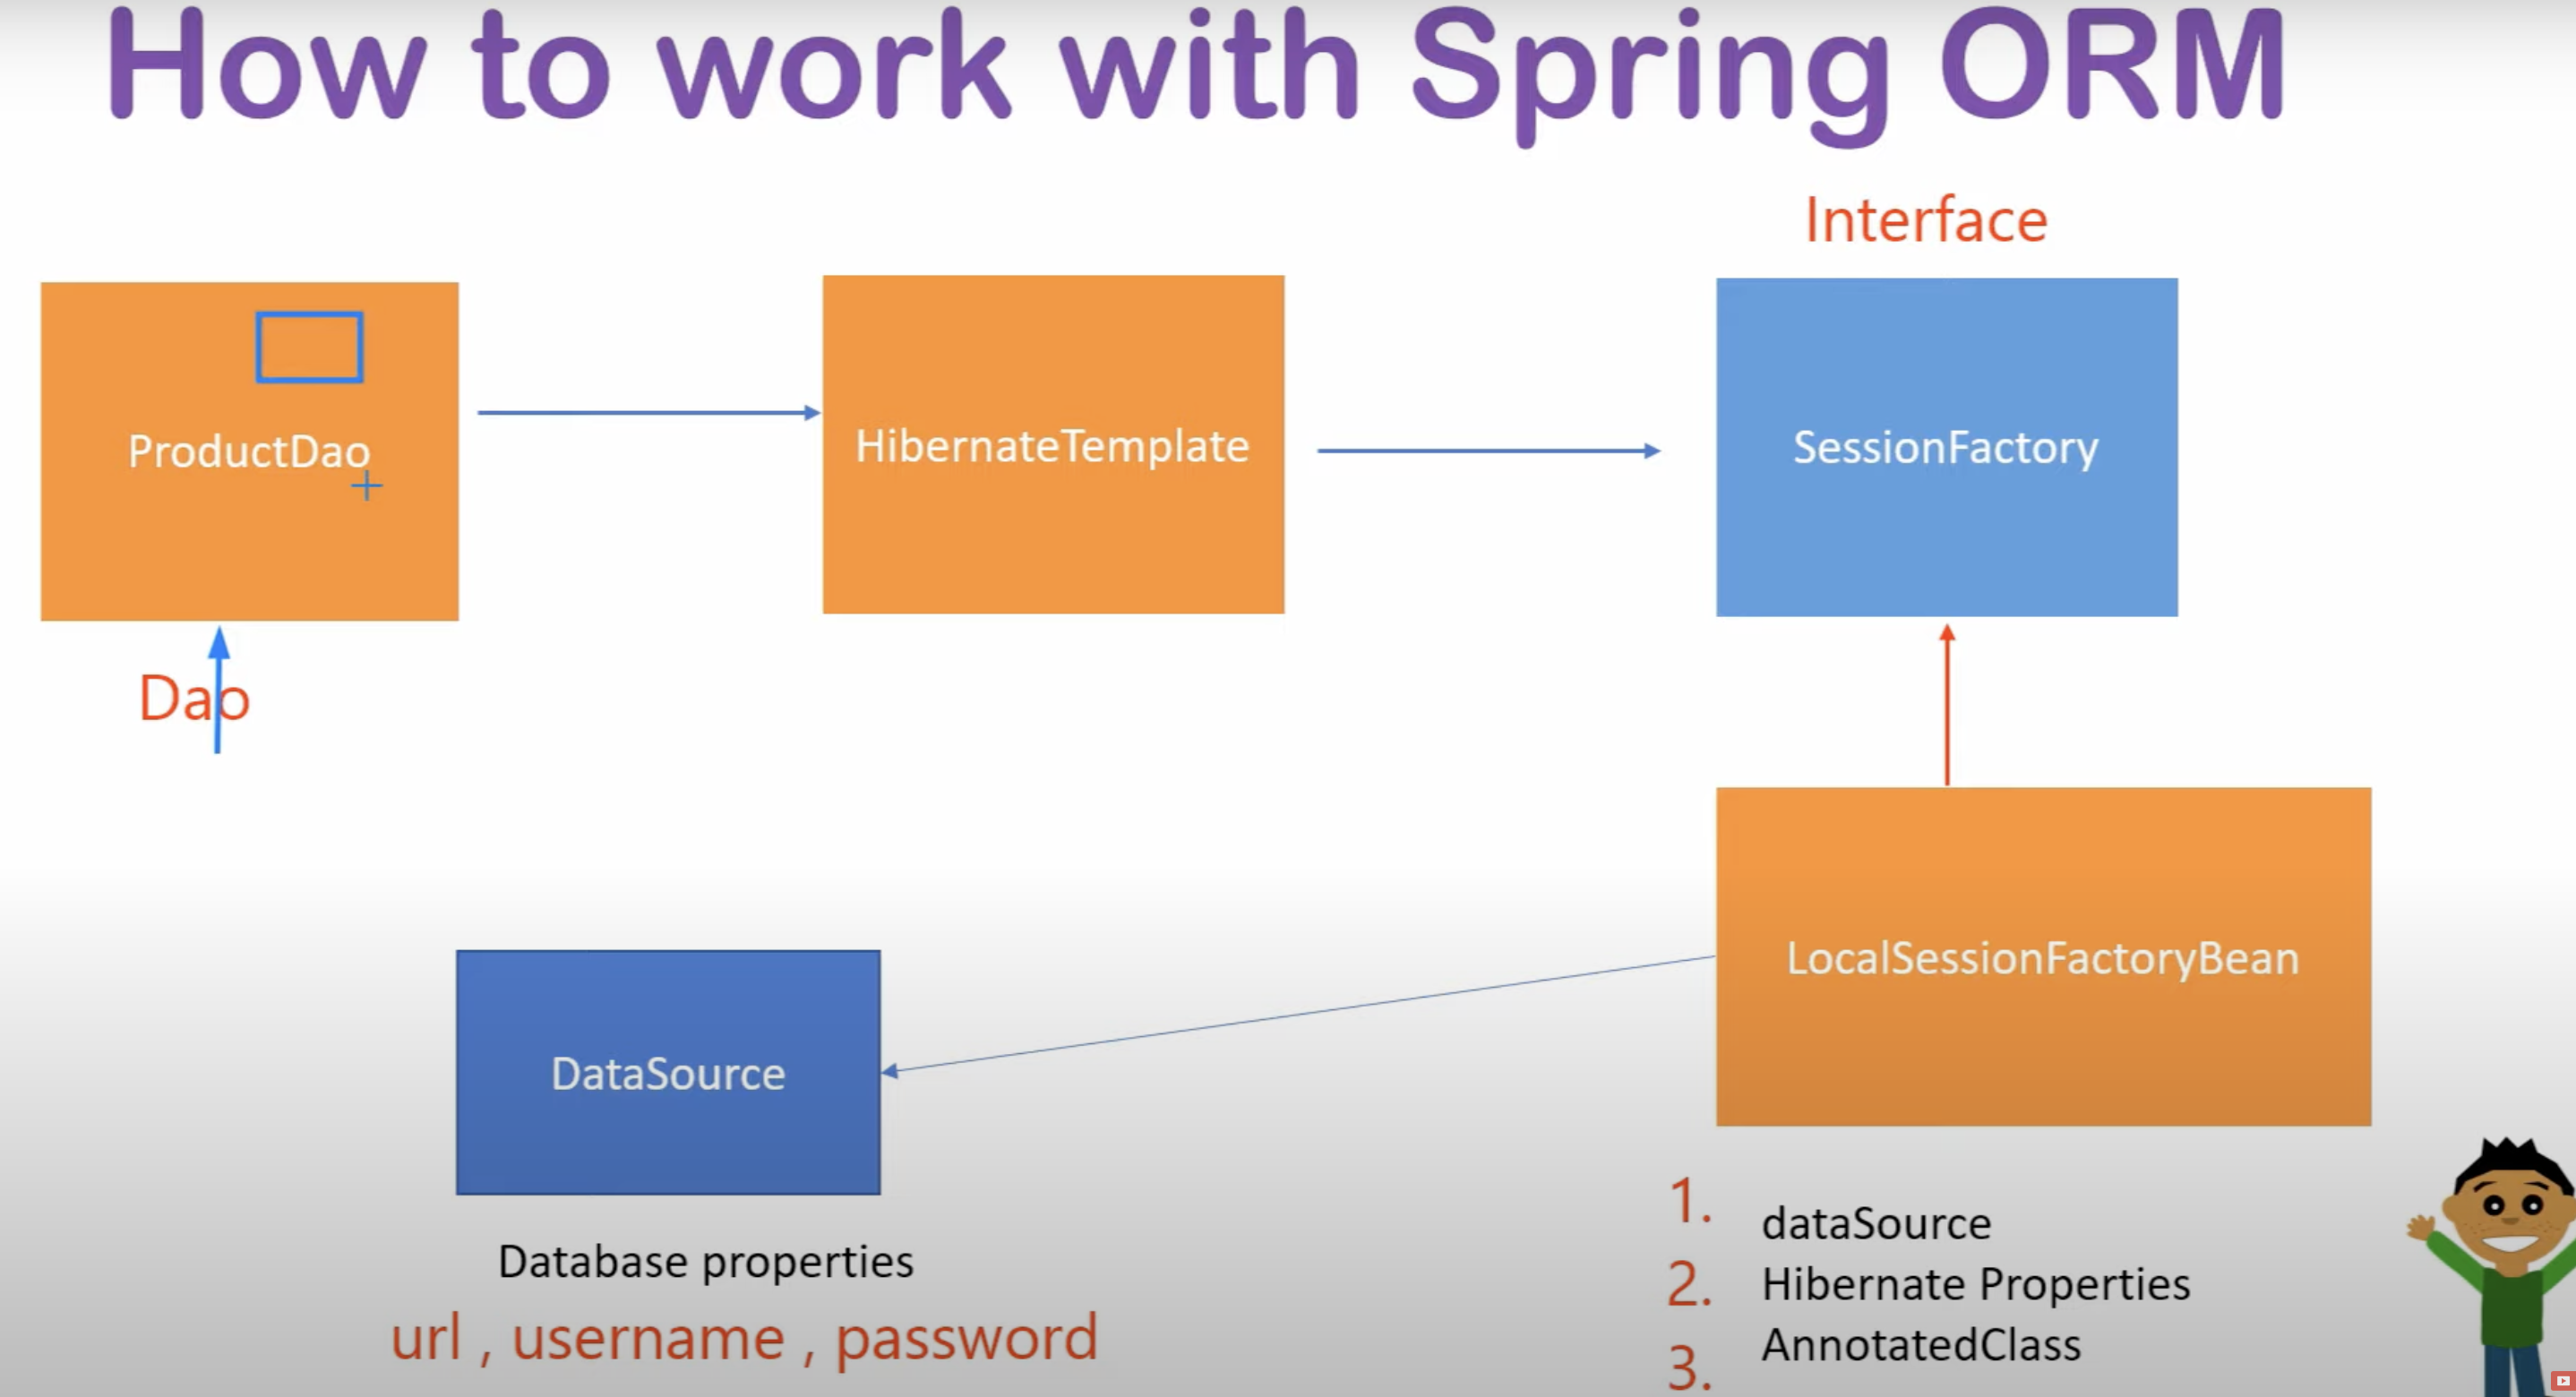 How to work with Spring ORM
Interface
ProductDao
HibernateTemplate
SessionFactory
Dao
LocalSessionFactoryBean
DataSource
Database properties
url , username , password
1. dataSource
2. Hibernate Properties
3. AnnotatedClass